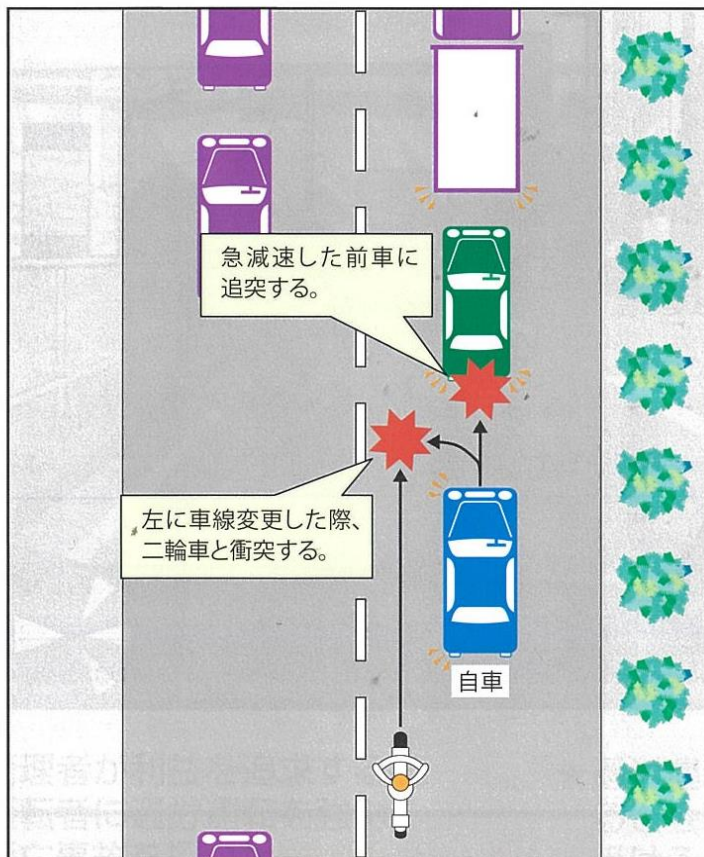 急減速した前車に
追突する。
左に車線変更した際、
二輪車と衝突する。
自車